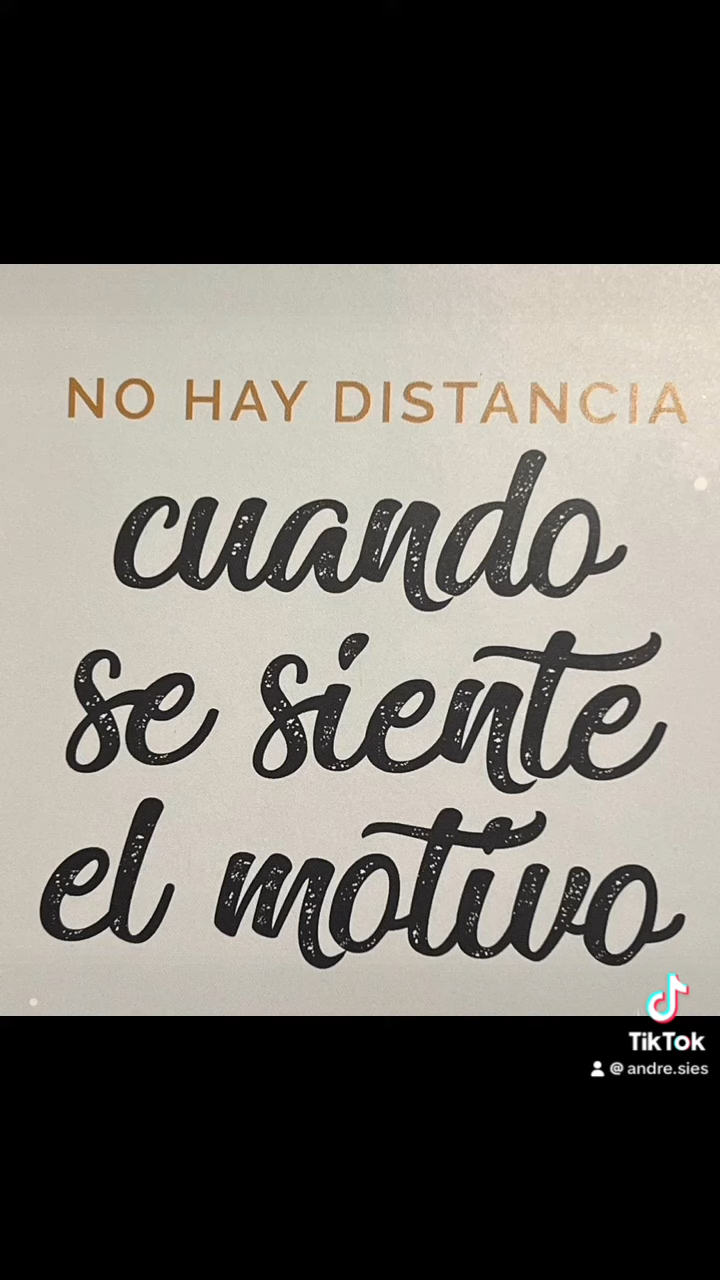 NO HAY DISTANCIA
cuando
se siente
el motivo
TikTok
@andre.sies